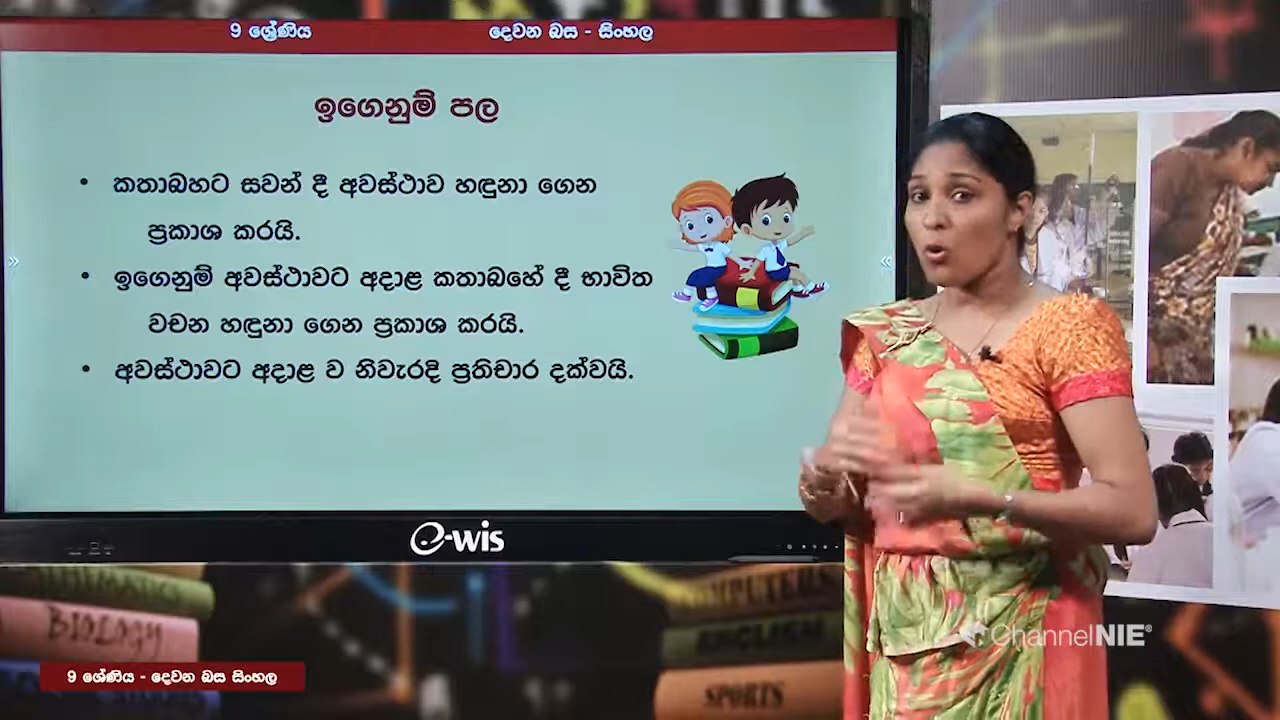 9 ශ්‍රේණිය
දෙවන බස - සිංහල
ඉගෙනුම් පල
• කතාබහට සවන් දී අවස්ථාව හඳුනා ගෙන
ප්‍රකාශ කරයි.
• ඉගෙනුම් අවස්ථාවට අදාළ කතාබහේ දී භාවිත
වචන හඳුනා ගෙන ප්‍රකාශ කරයි.
• අවස්ථාවට අදාළ ව නිවැරදි ප්‍රතිචාර දක්වයි.
e-wis
BIOLOGY
COMPUTERS
ENGLISH
SPORTS
ChannelNIE®
9 ශ්‍රේණිය - දෙවන බස සිංහල